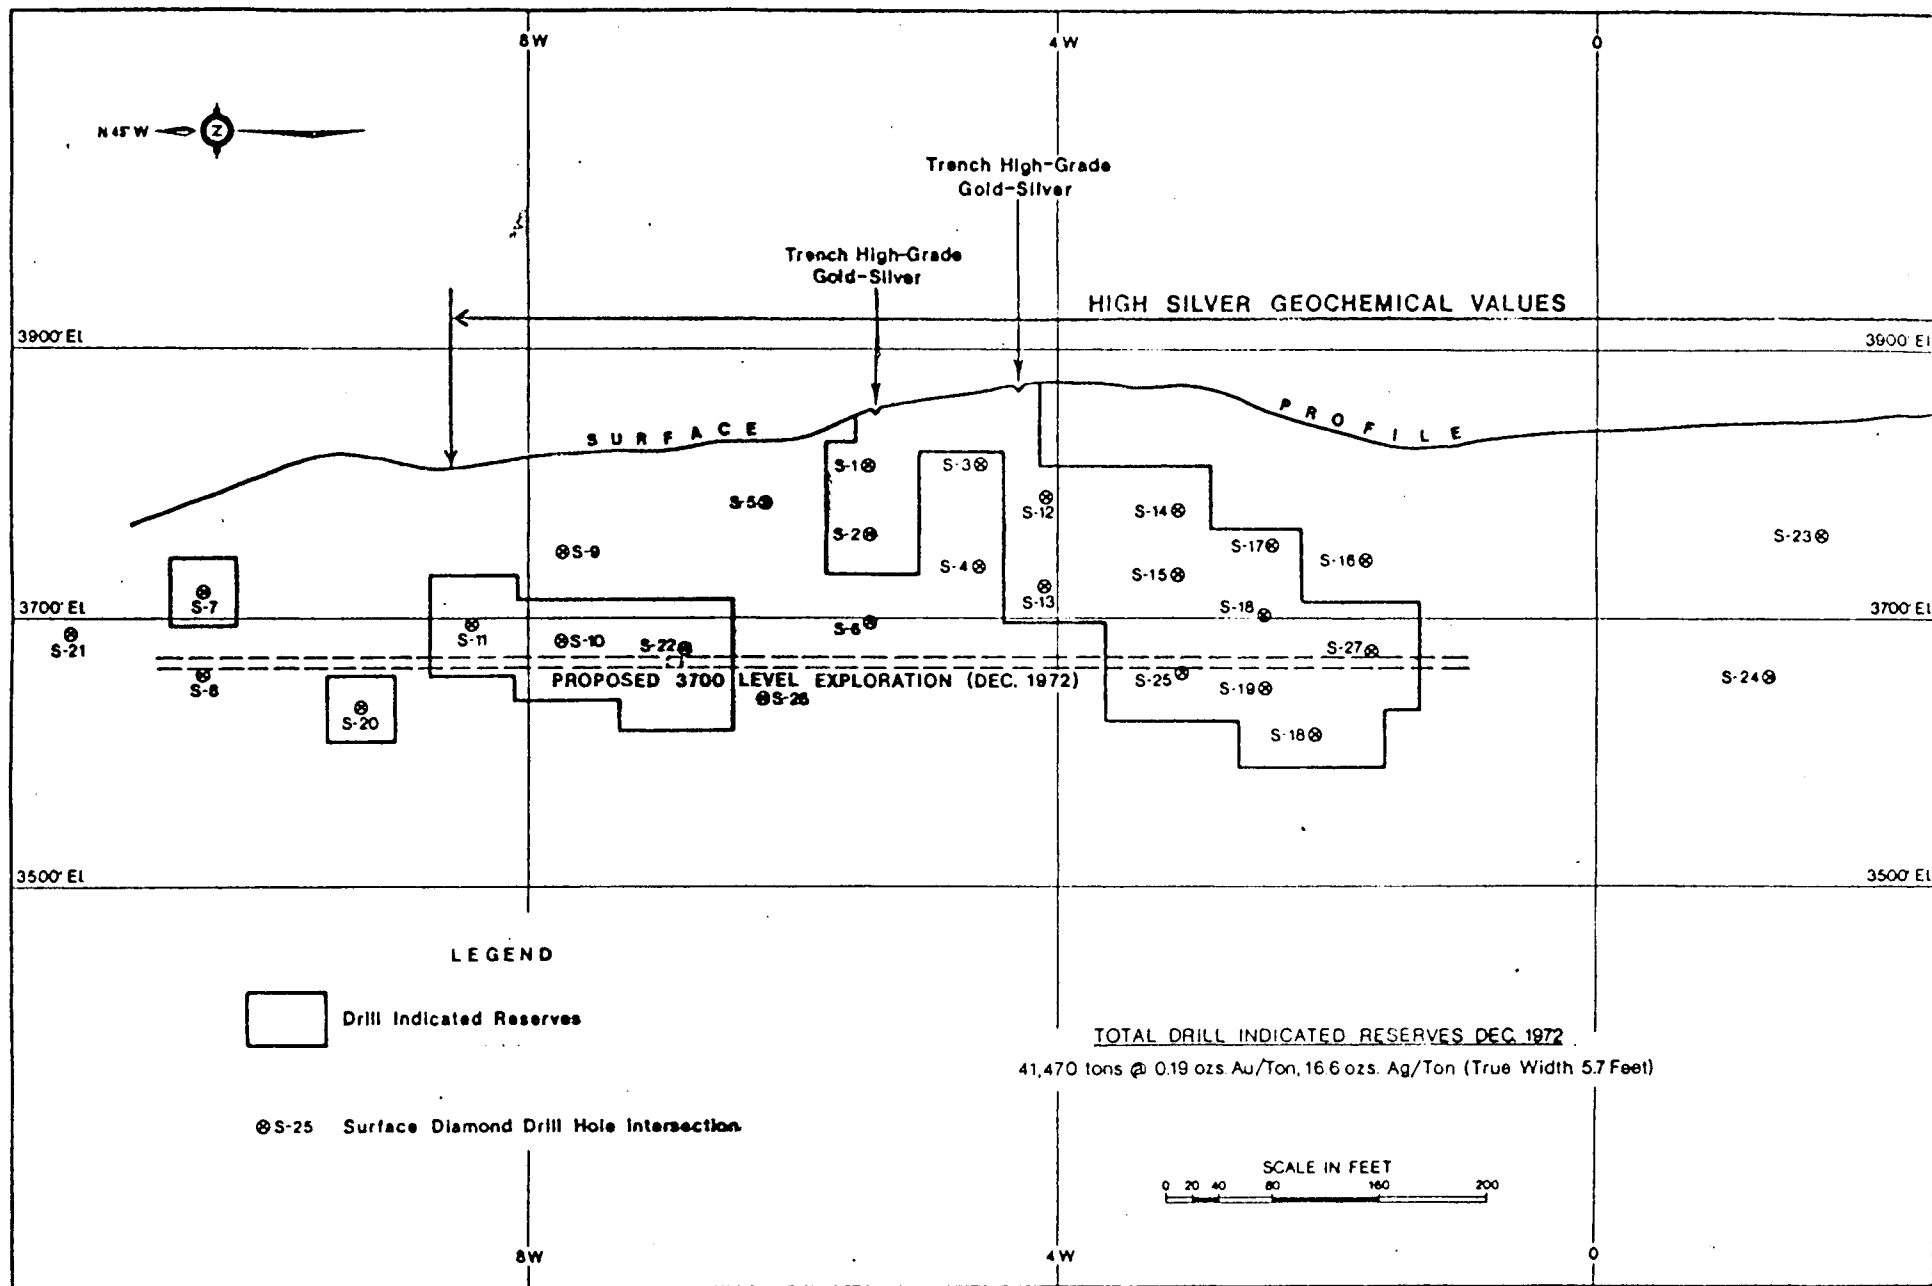 8W
4W
0
N 45° W
Z
Trench High-Grade
Gold-Silver
Trench High-Grade
Gold-Silver
HIGH SILVER GEOCHEMICAL VALUES
3900' El.
3900' El.
SURFACE
PROFILE
S-1
S-3
S-5
S-12
S-14
S-2
S-23
S-17
S-9
S-16
S-4
S-15
S-7
S-13
S-18
3700' El.
3700' El.
S-6
S-21
S-11
S-10
S-22
S-27
S-8
PROPOSED 3700 LEVEL EXPLORATION (DEC. 1972)
S-25
S-24
S-19
S-26
S-20
S-18
3500' El.
3500' El.
LEGEND
Drill Indicated Reserves
TOTAL DRILL INDICATED RESERVES DEC. 1972
41,470 tons @ 0.19 ozs. Au/Ton, 16.6 ozs. Ag/Ton (True Width 5.7 Feet)
S-25 Surface Diamond Drill Hole Intersection.
SCALE IN FEET
0 20 40 80 160 200
8W
4W
0